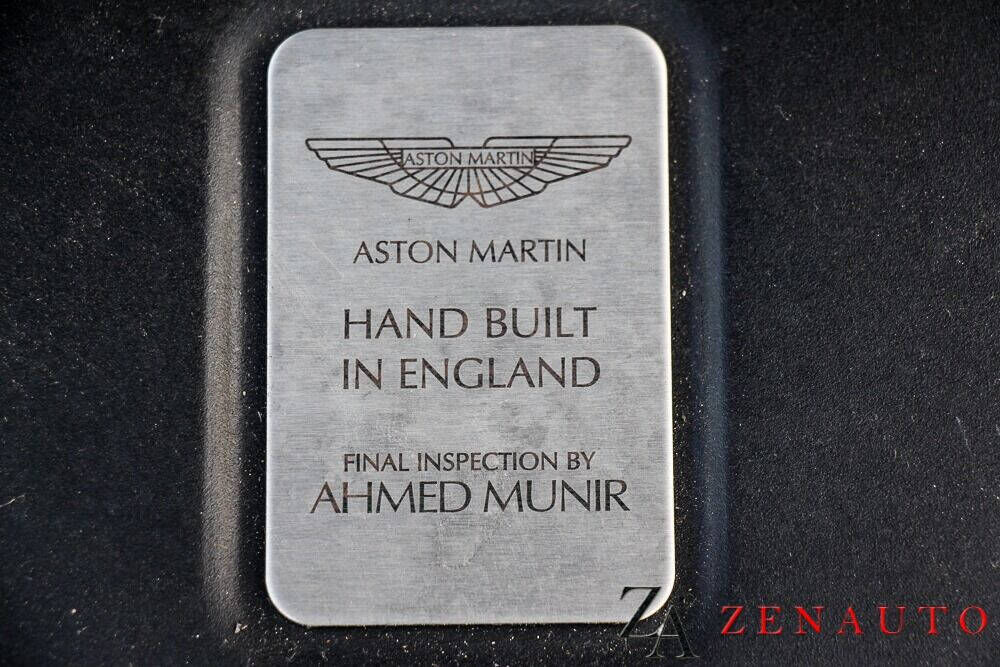 ASTON MARTIN
ASTON MARTIN
HAND BUILT
IN ENGLAND
FINAL INSPECTION BY
AHMED MUNIR
ZA ZENAUTO